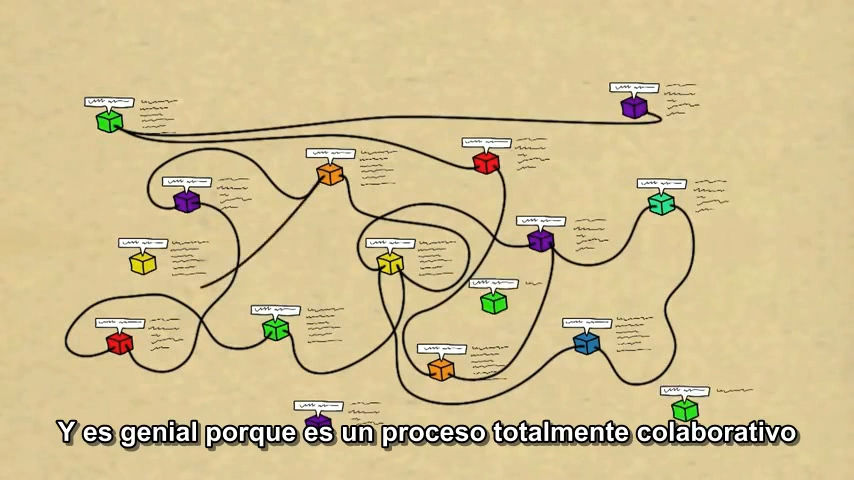 Y es genial porque es un proceso totalmente colaborativo